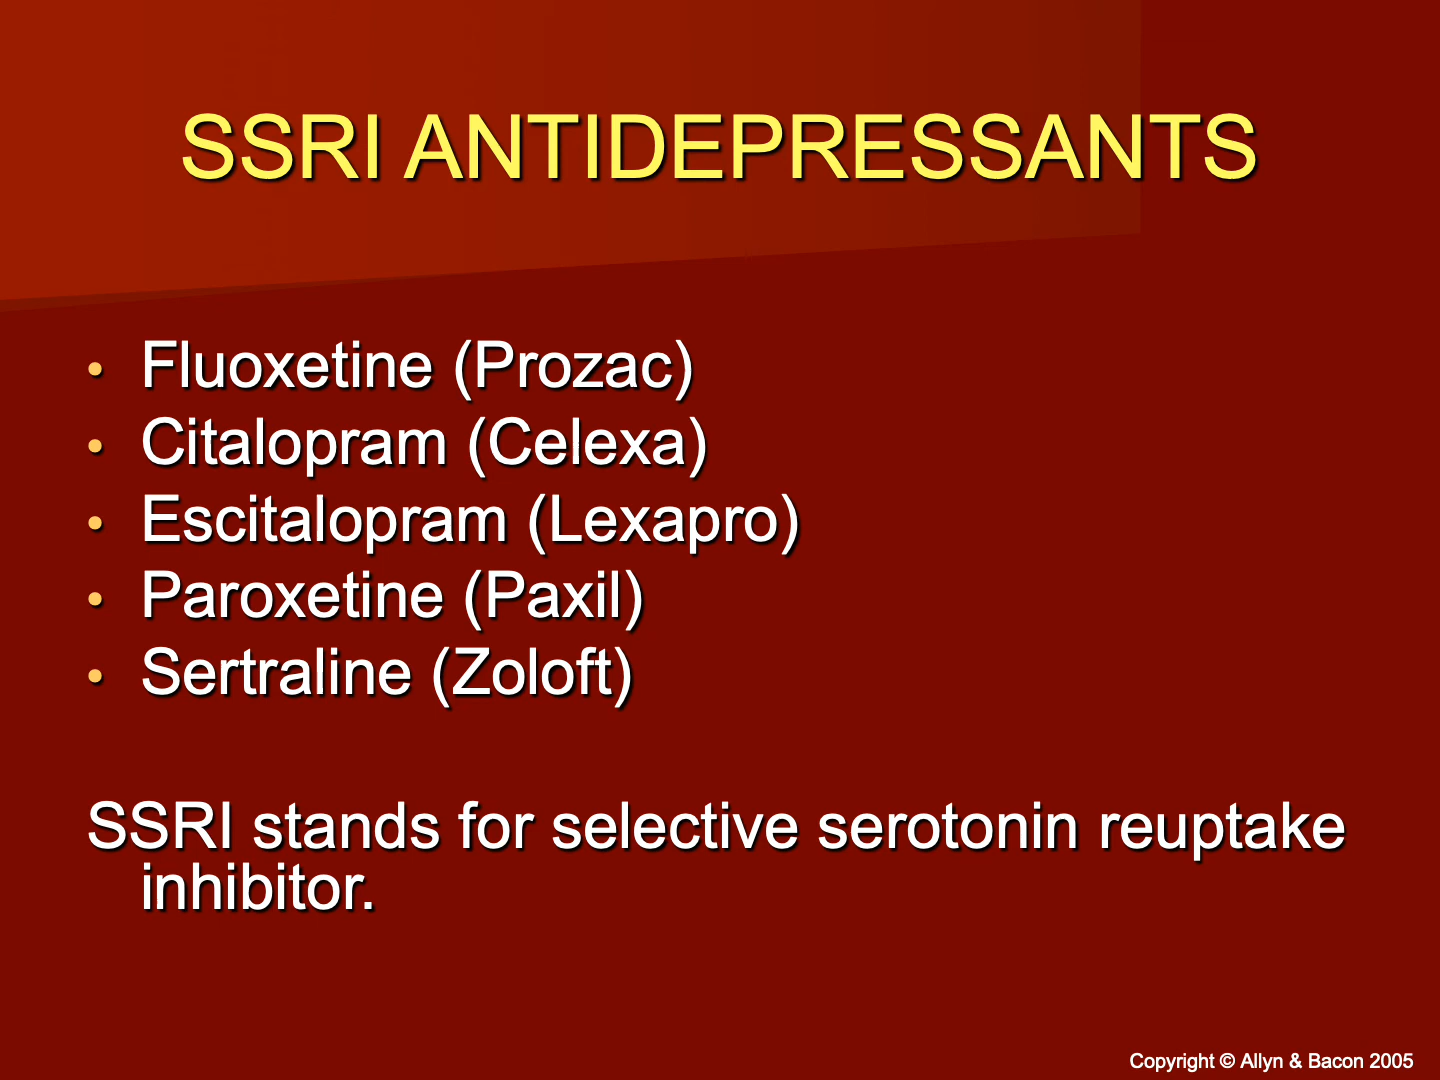 SSRI ANTIDEPRESSANTS
• Fluoxetine (Prozac)
• Citalopram (Celexa)
• Escitalopram (Lexapro)
• Paroxetine (Paxil)
• Sertraline (Zoloft)
SSRI stands for selective serotonin reuptake
inhibitor.
Copyright © Allyn & Bacon 2005